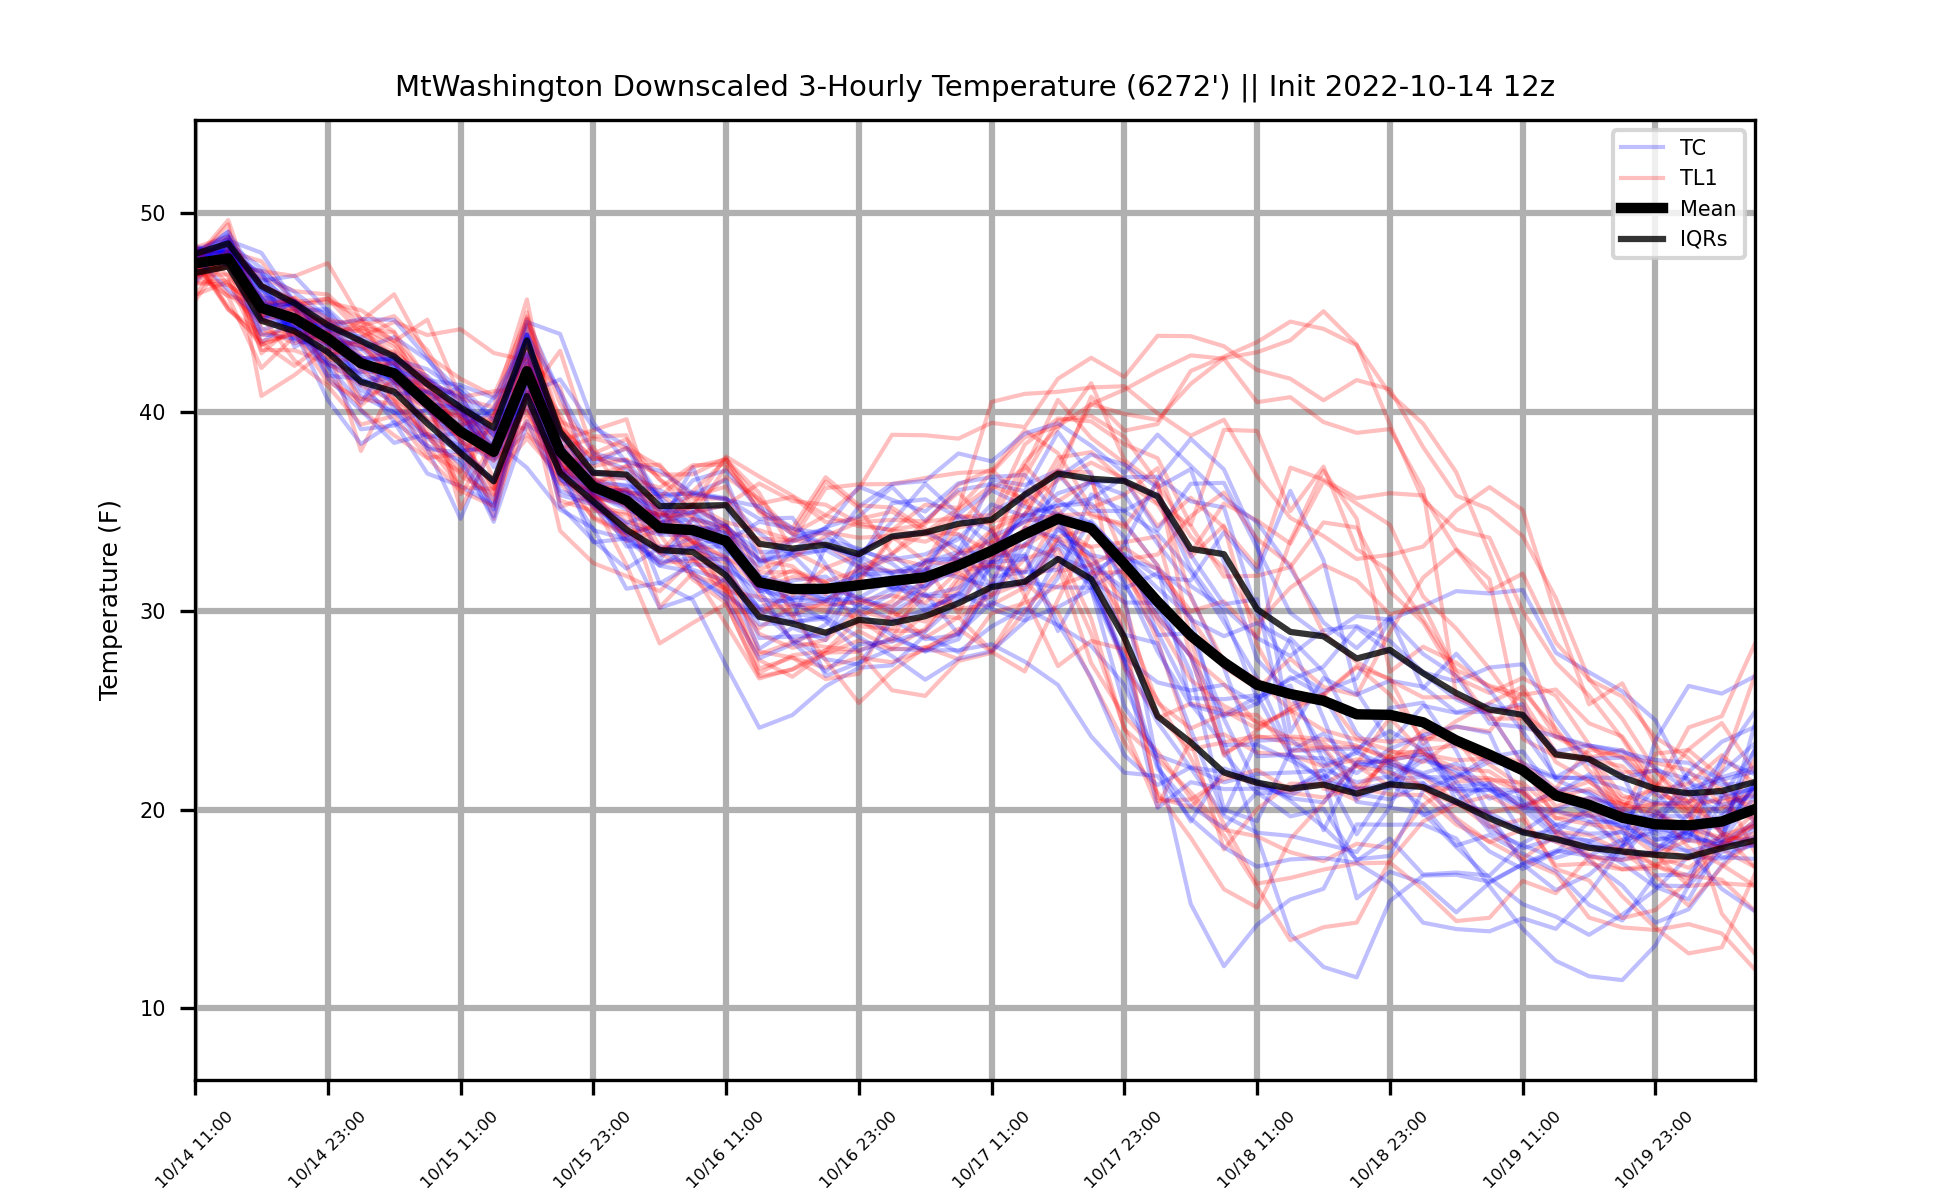 MtWashington Downscaled 3-Hourly Temperature (6272') || Init 2022-10-14 12z
TC
TL1
Mean
IQRs
Temperature (F)
50
40
30
20
10
10/14 11:00
10/14 23:00
10/15 11:00
10/15 23:00
10/16 11:00
10/16 23:00
10/17 11:00
10/17 23:00
10/18 11:00
10/18 23:00
10/19 11:00
10/19 23:00